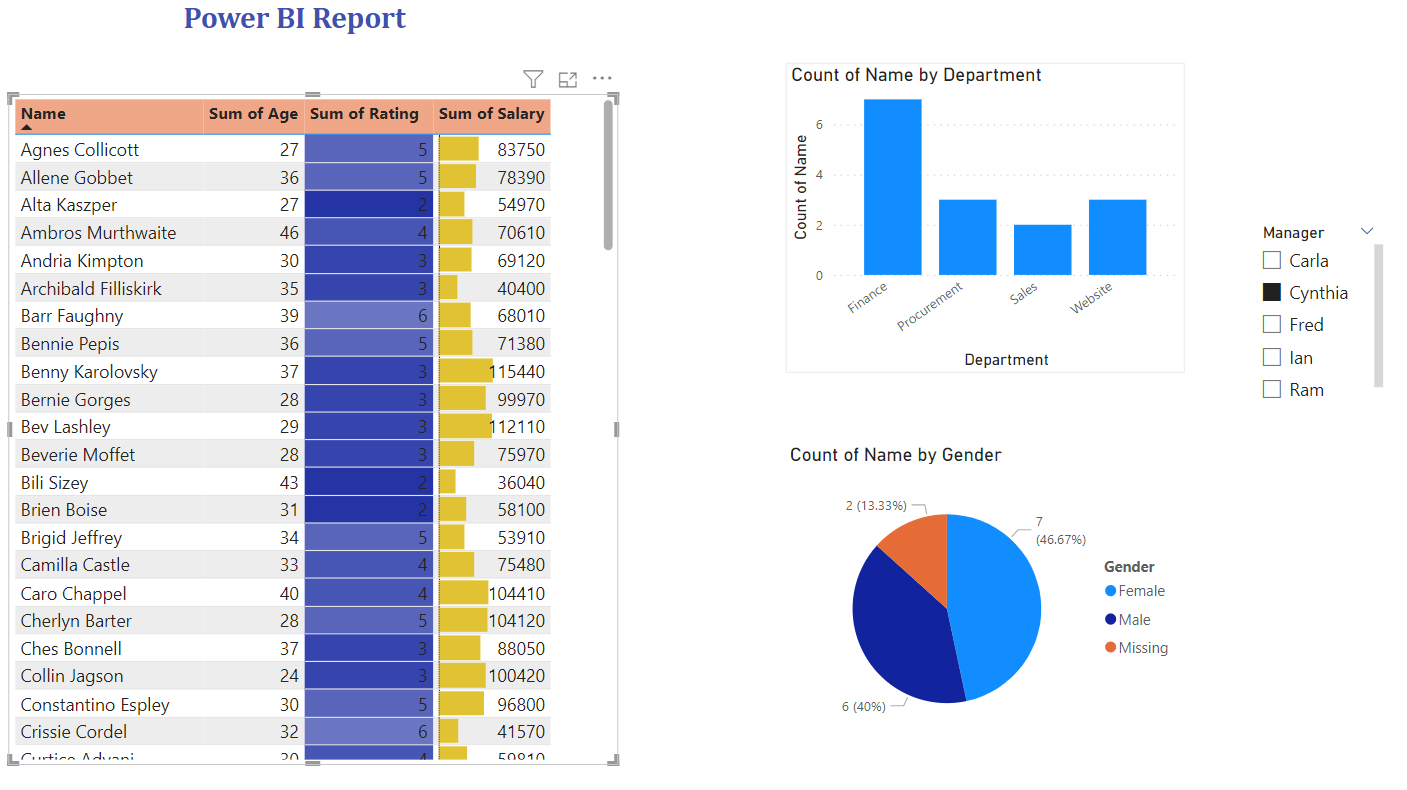 Power BI Report
Name Sum of Age Sum of Rating Sum of Salary
Agnes Collicott 27 5 83750
Allene Gobbet 36 5 78390
Alta Kaszper 27 2 54970
Ambros Murthwaite 46 4 70610
Andria Kimpton 30 3 69120
Archibald Filliskirk 35 3 40400
Barr Faughny 39 6 68010
Bennie Pepis 36 5 71380
Benny Karolovsky 37 3 115440
Bernie Gorges 28 3 99970
Bev Lashley 29 3 112110
Beverie Moffet 28 3 75970
Bili Sizey 43 2 36040
Brien Boise 31 2 58100
Brigid Jeffrey 34 5 53910
Camilla Castle 33 4 75480
Caro Chappel 40 4 104410
Cherlyn Barter 28 5 104120
Ches Bonnell 37 3 88050
Collin Jagson 24 3 100420
Constantino Espley 30 5 96800
Crissie Cordel 32 6 41570
Curtice Advani 30 4 59810
Count of Name by Department
Count of Name
6
4
2
0
Finance
Procurement
Sales
Website
Department
Manager
Carla
Cynthia
Fred
Ian
Ram
Count of Name by Gender
2 (13.33%)
7
(46.67%)
6 (40%)
Gender
Female
Male
Missing